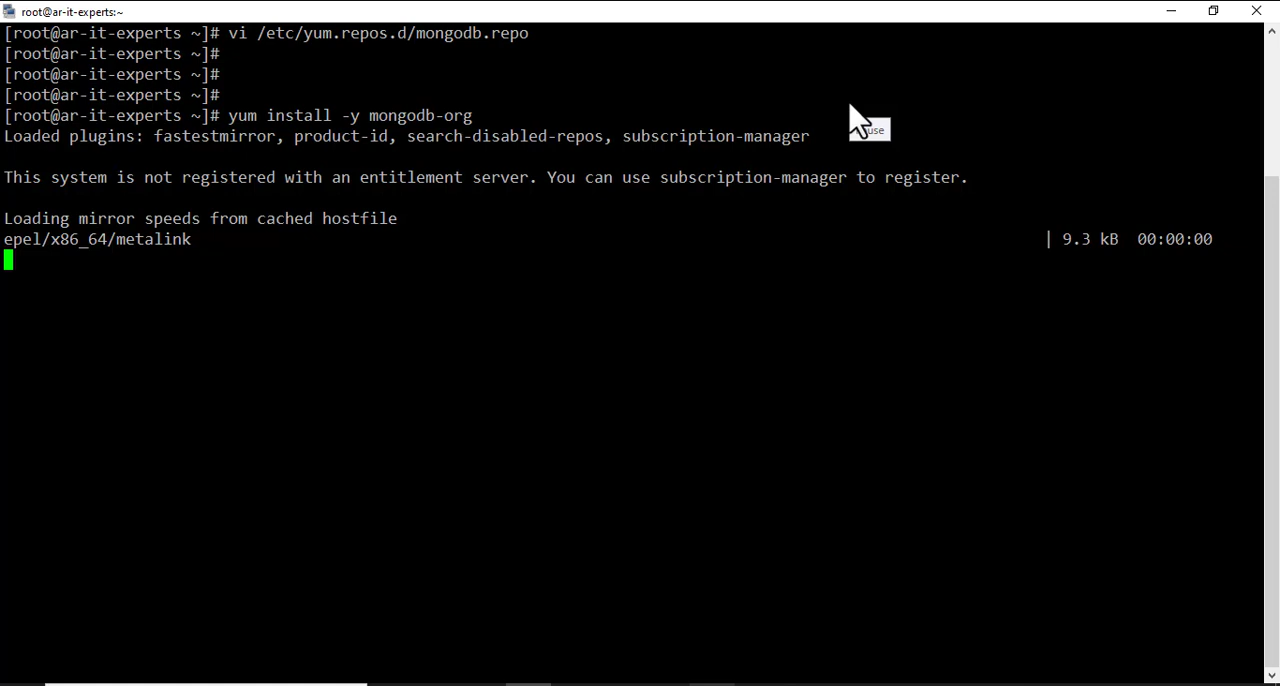 root@ar-it-experts:~
[root@ar-it-experts ~]# vi /etc/yum.repos.d/mongodb.repo
[root@ar-it-experts ~]#
[root@ar-it-experts ~]#
[root@ar-it-experts ~]#
[root@ar-it-experts ~]# yum install -y mongodb-org
Loaded plugins: fastestmirror, product-id, search-disabled-repos, subscription-manager
This system is not registered with an entitlement server. You can use subscription-manager to register.
Loading mirror speeds from cached hostfile
epel/x86_64/metalink | 9.3 kB 00:00:00